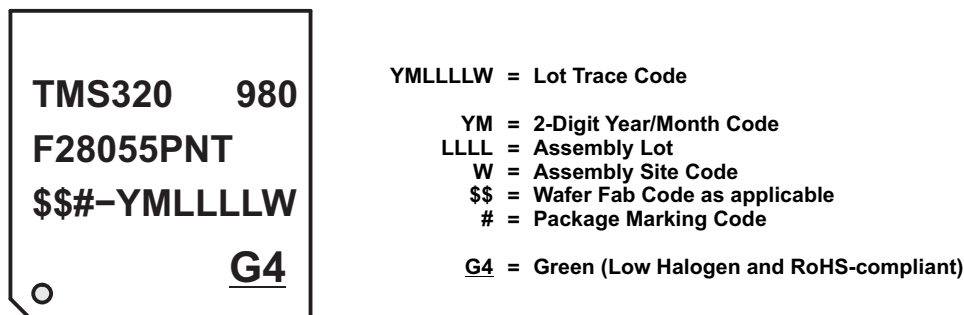 TMS320 980
F28055PNT
$$#−YMLLLLW
G4
YMLLLLW = Lot Trace Code
YM = 2-Digit Year/Month Code
LLLL = Assembly Lot
W = Assembly Site Code
$$ = Wafer Fab Code as applicable
# = Package Marking Code
G4 = Green (Low Halogen and RoHS-compliant)